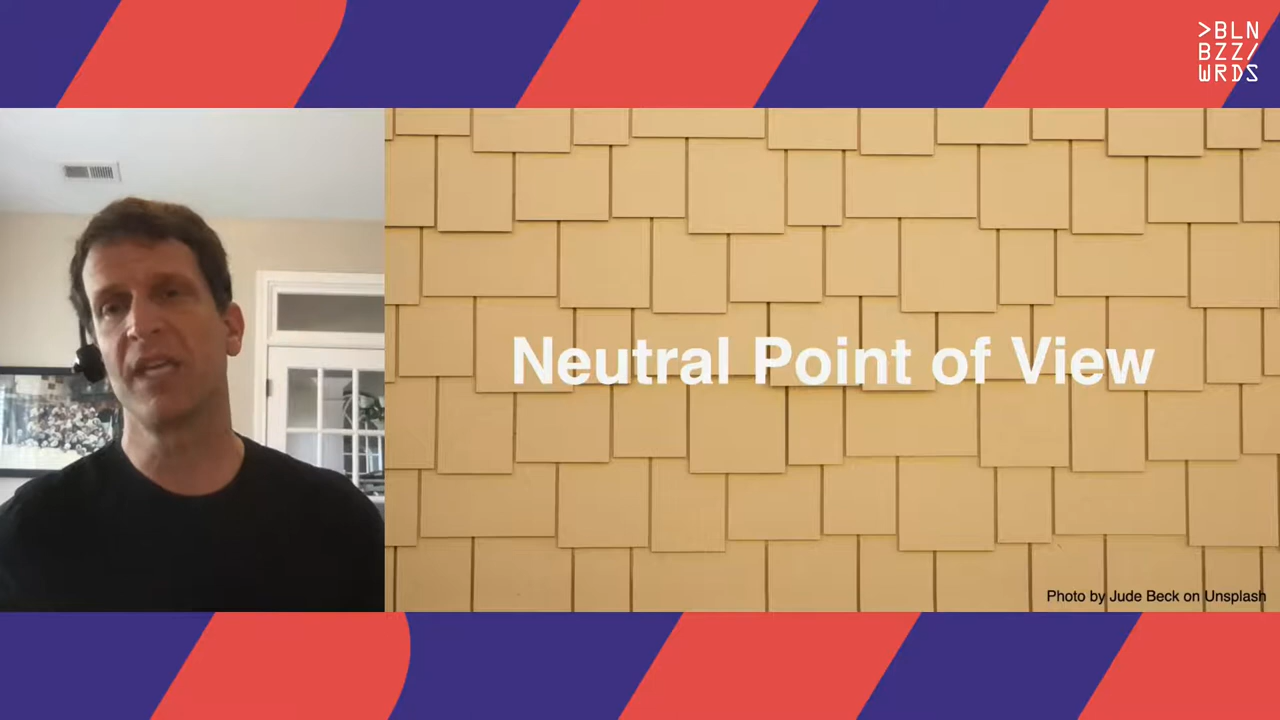 >BLN
BZZ/
WRDS
Neutral Point of View
Photo by Jude Beck on Unsplash